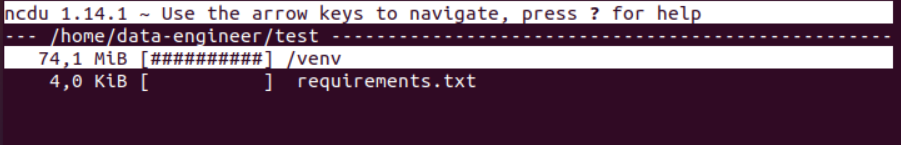 ncdu 1.14.1 ~ Use the arrow keys to navigate, press ? for help
--- /home/data-engineer/test --------------------------------------------------
   74,1 MiB [##########] /venv
    4,0 KiB [          ]  requirements.txt